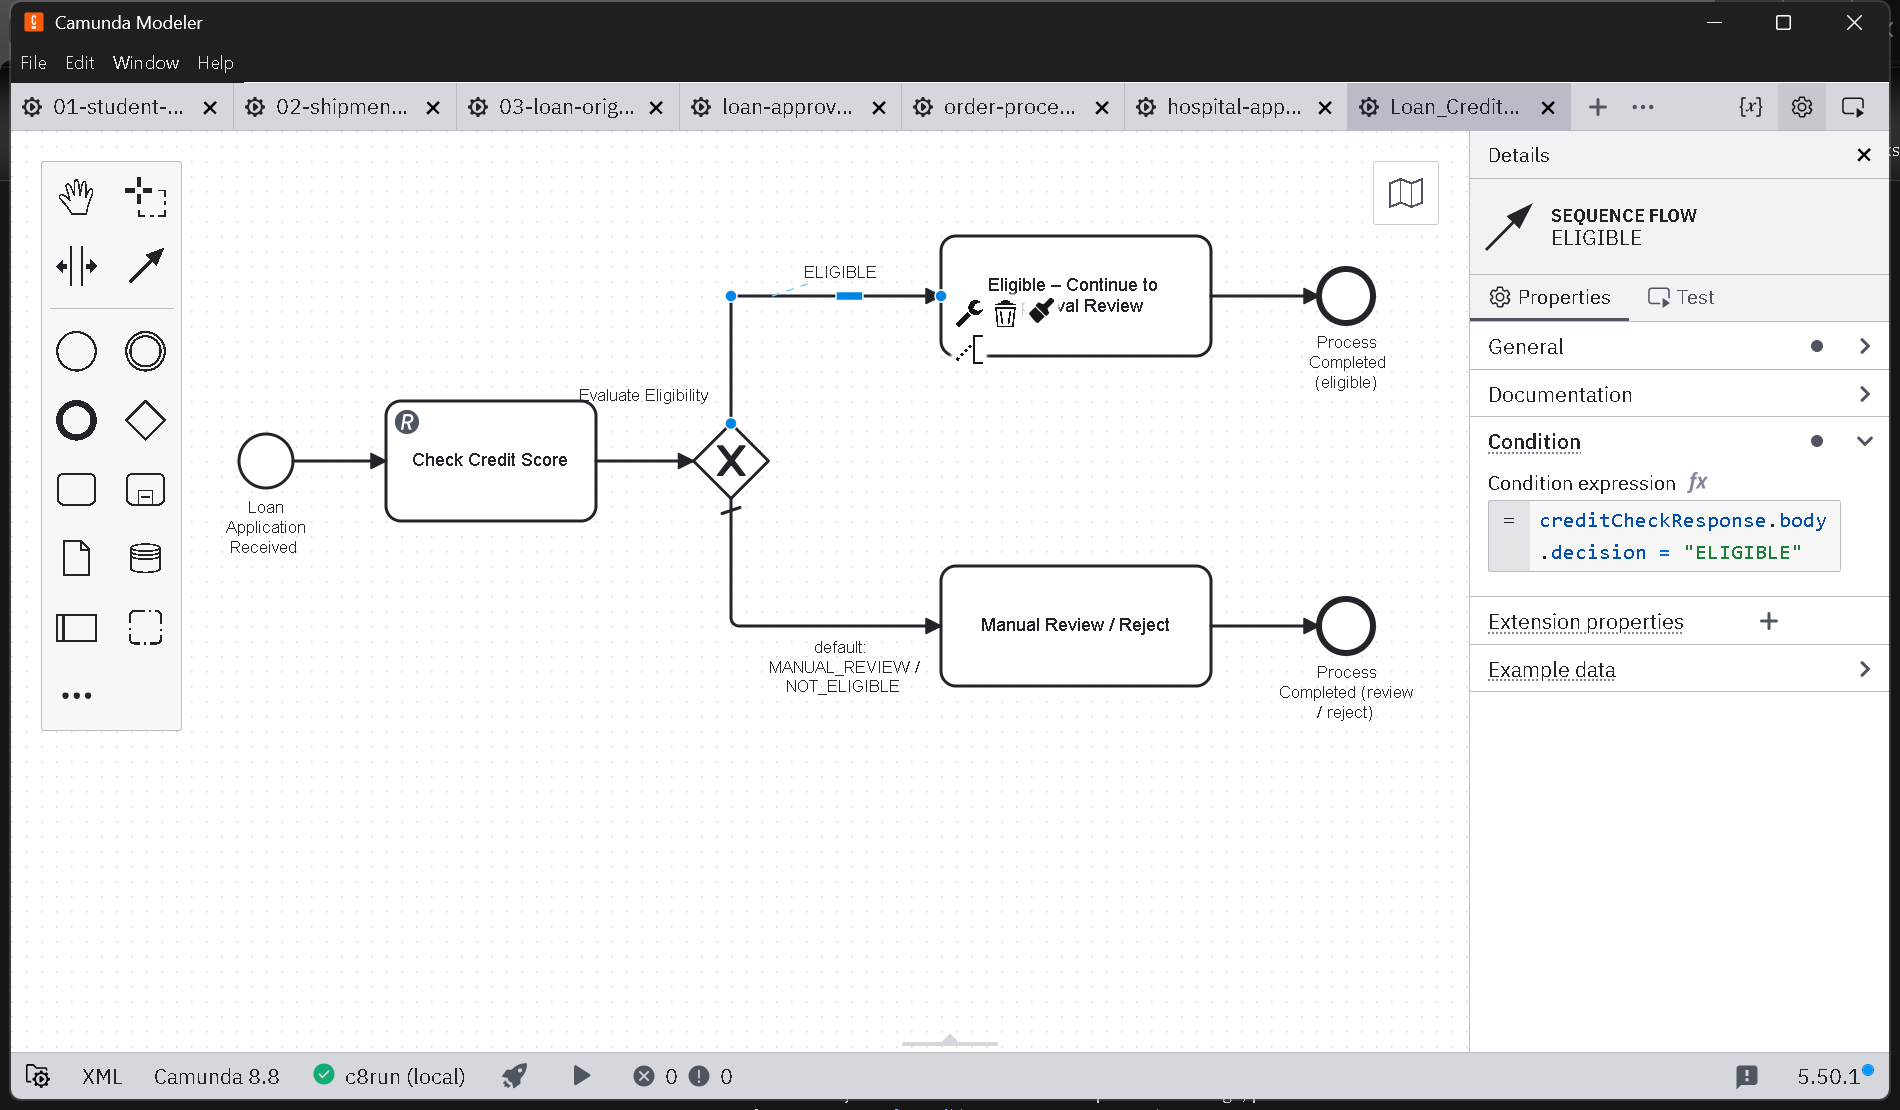 Camunda Modeler
File Edit Window Help
01-student-... 02-shipmen... 03-loan-orig... loan-approv... order-proce... hospital-app... Loan_Credit...
Details
SEQUENCE FLOW
ELIGIBLE
Properties Test
General
Documentation
Condition
Condition expression fx
= creditCheckResponse.body
.decision = "ELIGIBLE"
Extension properties
Example data
ELIGIBLE
Eligible – Continue to
val Review
Process
Completed
(eligible)
Evaluate Eligibility
R
Check Credit Score
X
Loan
Application
Received
Manual Review / Reject
default:
MANUAL_REVIEW /
NOT_ELIGIBLE
Process
Completed (review
/ reject)
XML Camunda 8.8 c8run (local) 0 0 5.50.1